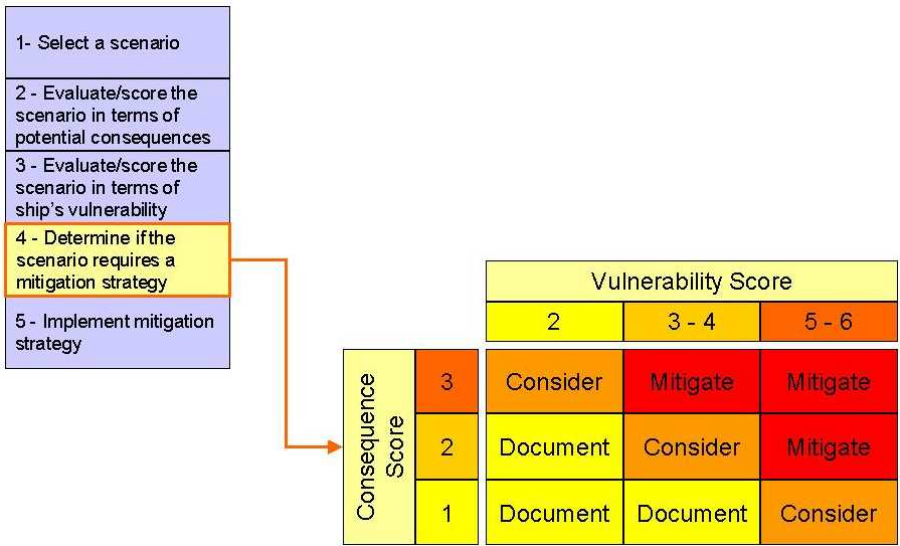 1- Select a scenario
2 - Evaluate/score the
scenario in terms of
potential consequences
3 - Evaluate/score the
scenario in terms of
ship's vulnerability
4 - Determine if the
scenario requires a
mitigation strategy
5 - Implement mitigation
strategy
Vulnerability Score
2 3 - 4 5 - 6
Consequence
Score
3 Consider Mitigate Mitigate
2 Document Consider Mitigate
1 Document Document Consider